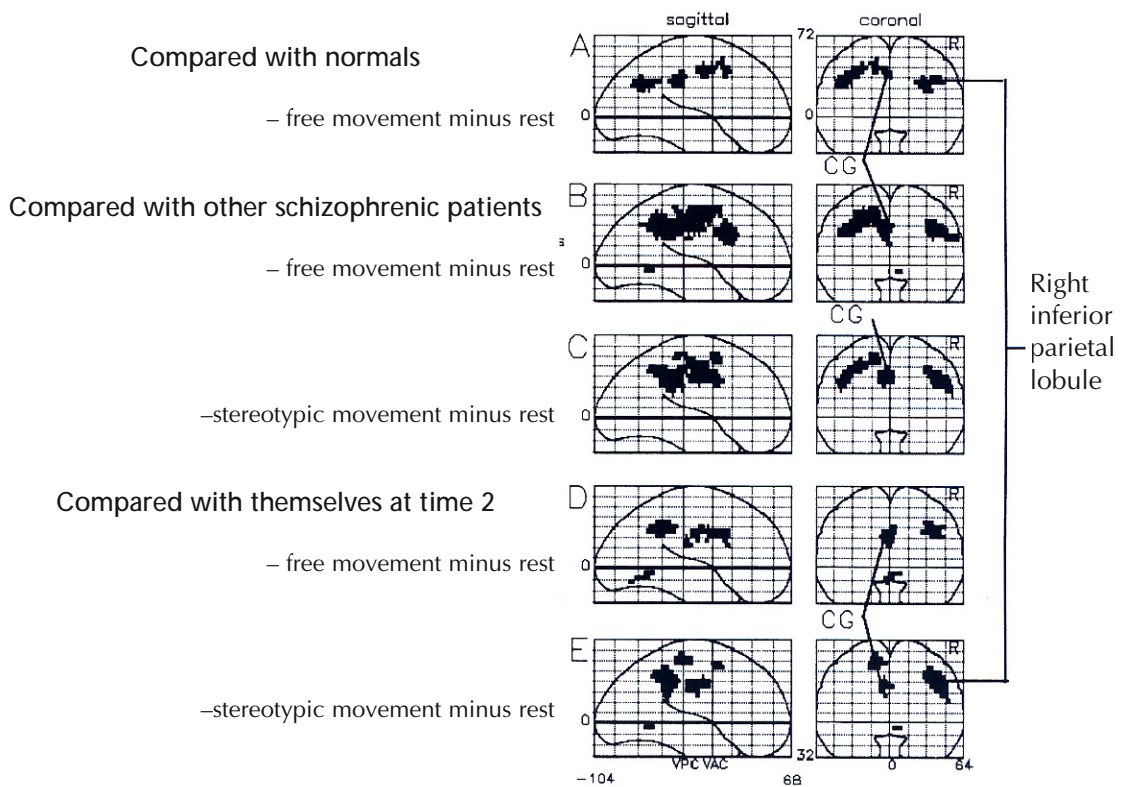 sagittal
coronal
Compared with normals
A
72
R
– free movement minus rest
0
0
CG
Compared with other schizophrenic patients
B
R
– free movement minus rest
0
CG
Right
inferior
parietal
lobule
C
R
–stereotypic movement minus rest
0
Compared with themselves at time 2
D
R
– free movement minus rest
0
CG
E
R
–stereotypic movement minus rest
0
32
VPC VAC
0
64
−104
68